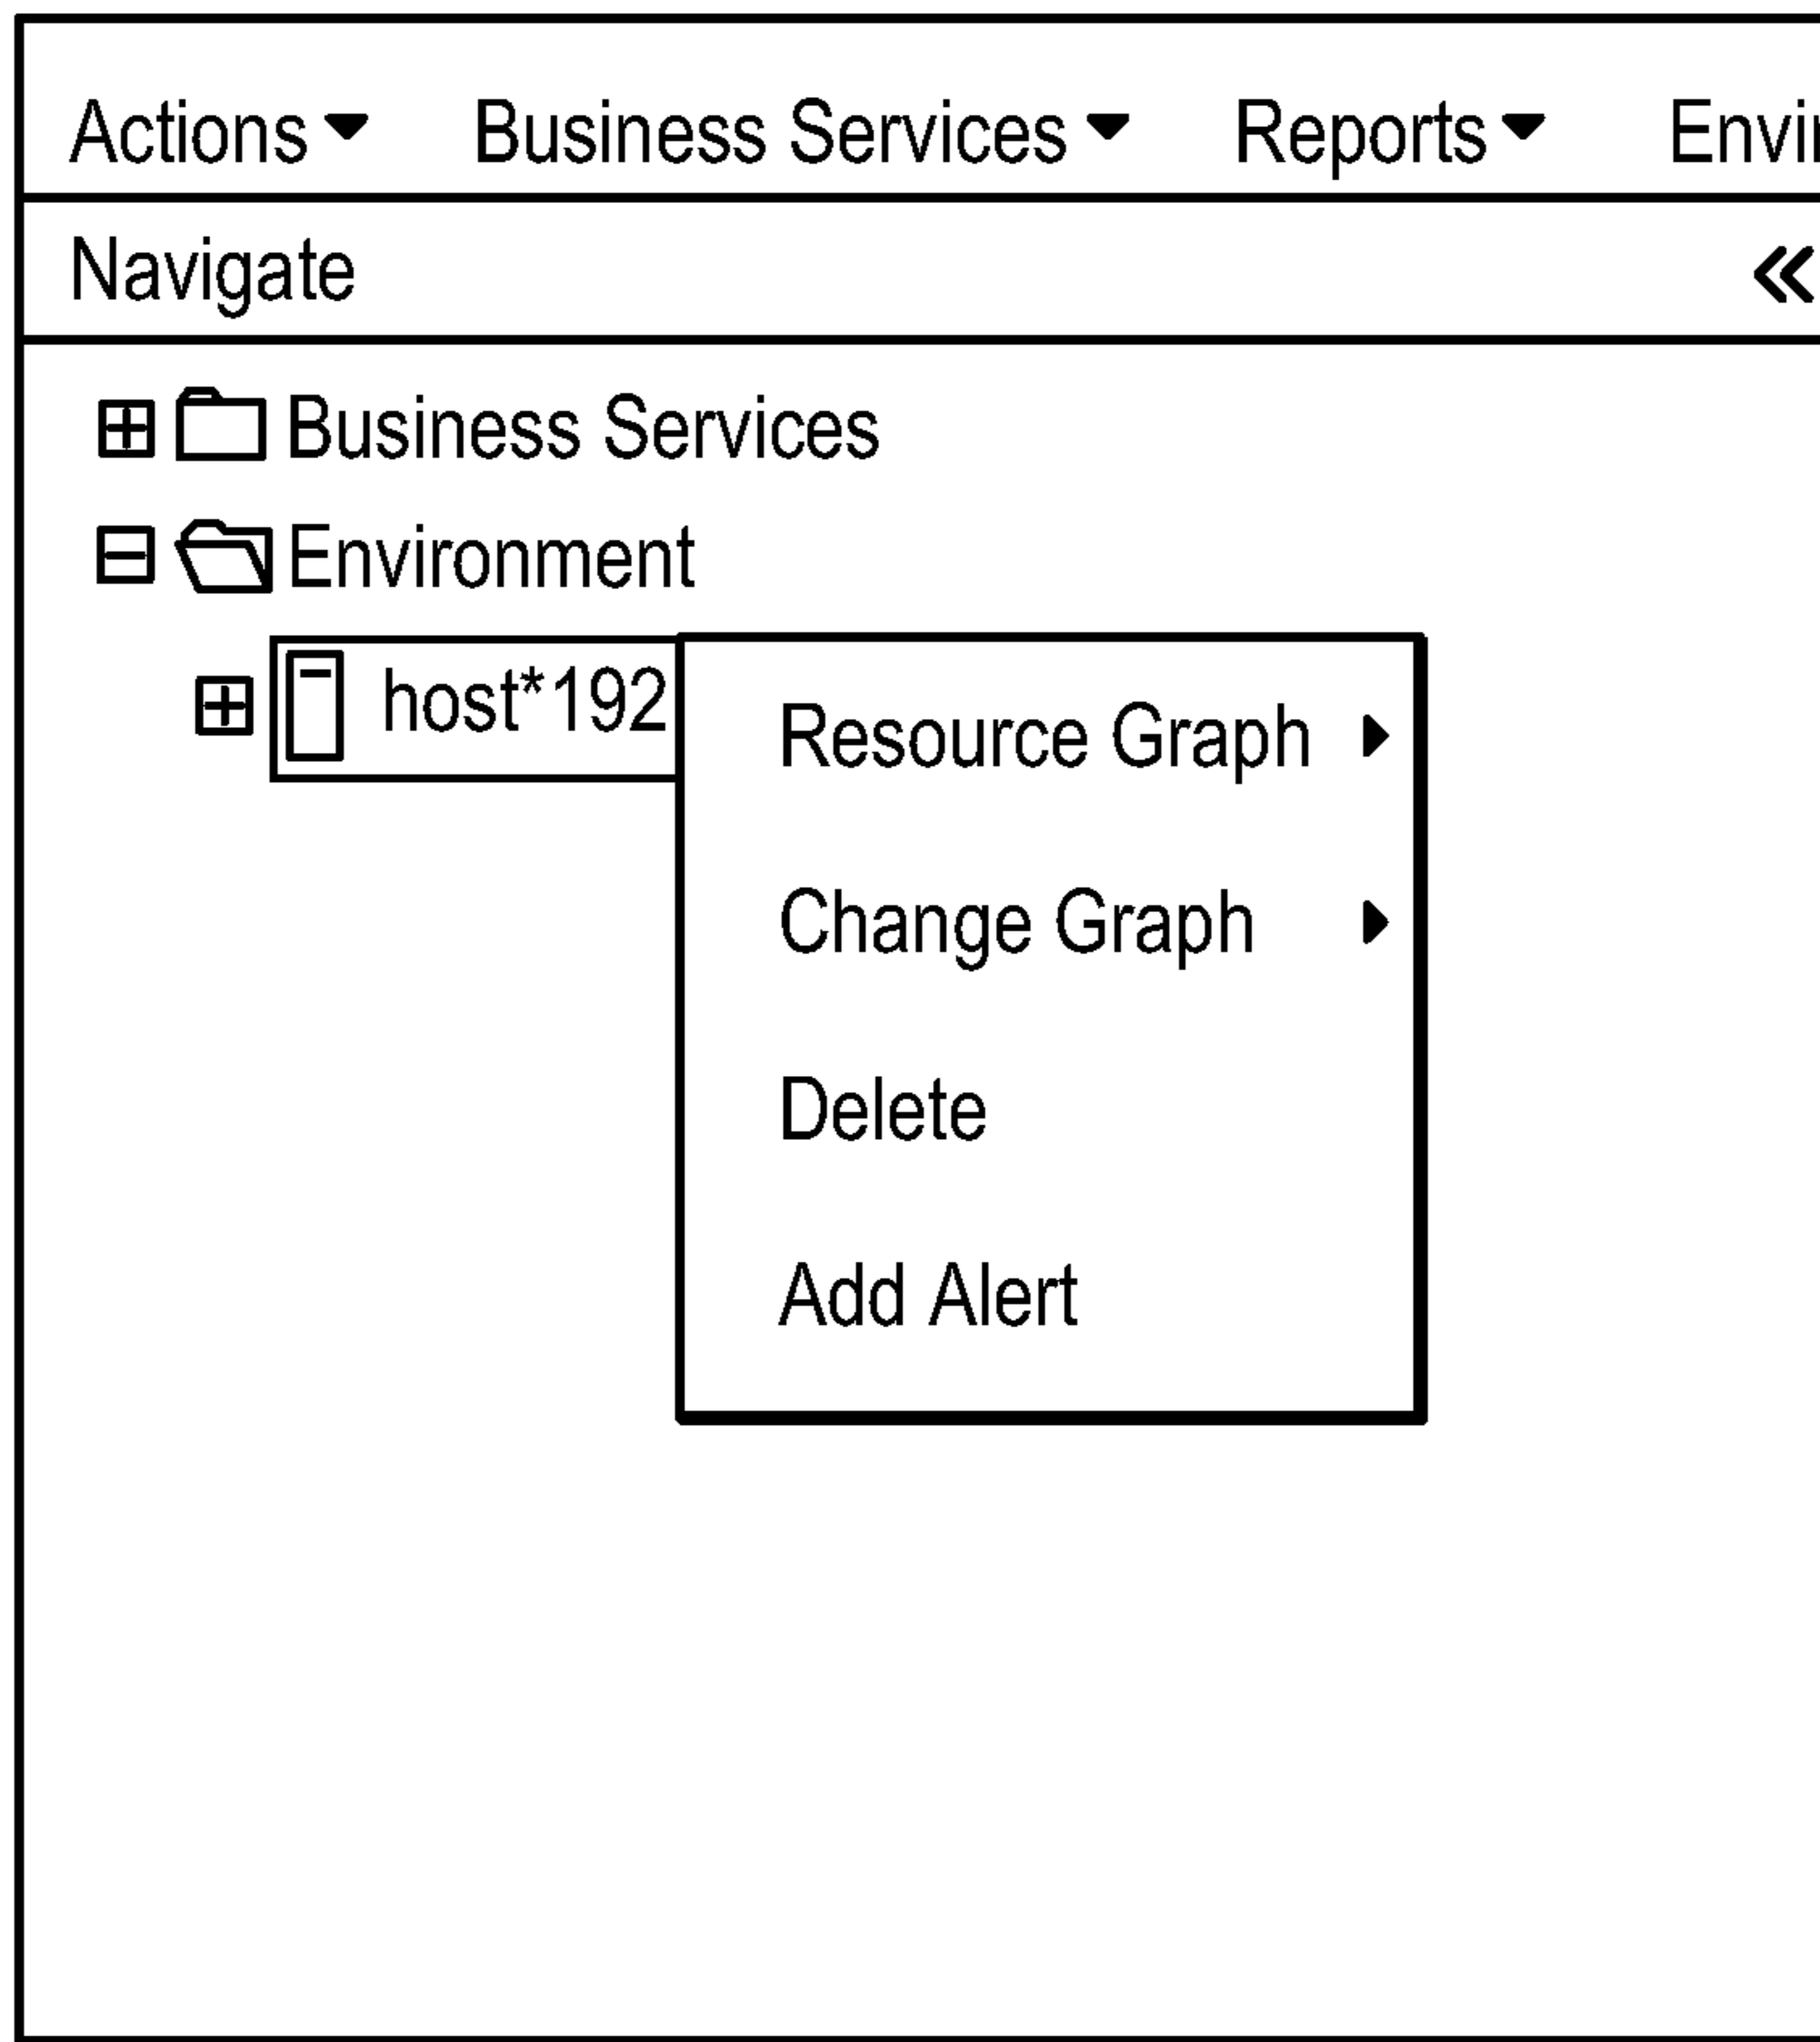 Actions Business Services Reports
Navigate «
Business Services
Environment
host*192
Resource Graph
Change Graph
Delete
Add Alert